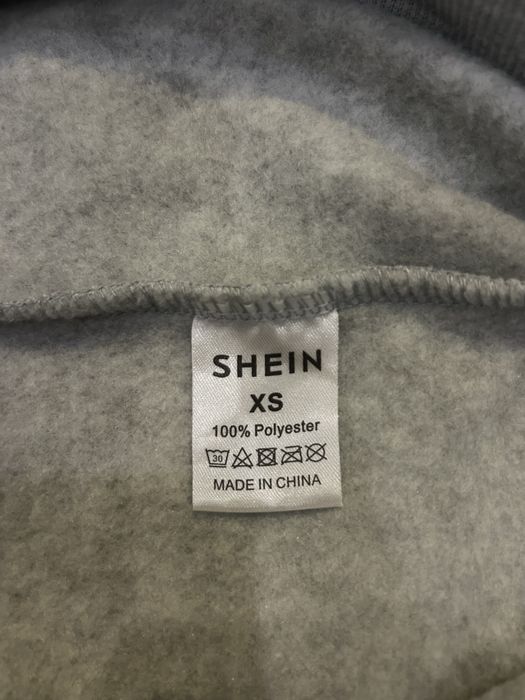 SHEIN
XS
100% Polyester
30
MADE IN CHINA